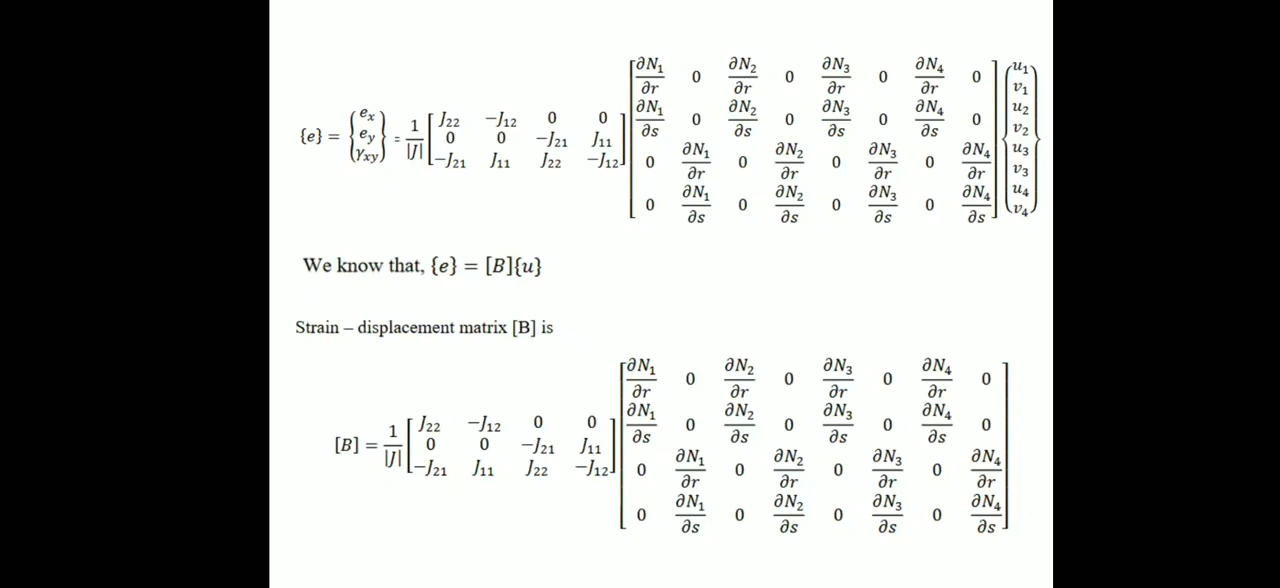 {e} = {e_x e_y γ_xy} = 1/|J| [J₂₂ −J₁₂ 0 0; 0 0 −J₂₁ J₁₁; −J₂₁ J₁₁ J₂₂ −J₁₂] [∂N₁/∂r 0 ∂N₂/∂r 0 ∂N₃/∂r 0 ∂N₄/∂r 0; ∂N₁/∂s 0 ∂N₂/∂s 0 ∂N₃/∂s 0 ∂N₄/∂s 0; 0 ∂N₁/∂r 0 ∂N₂/∂r 0 ∂N₃/∂r 0 ∂N₄/∂r; 0 ∂N₁/∂s 0 ∂N₂/∂s 0 ∂N₃/∂s 0 ∂N₄/∂s] {u₁ v₁ u₂ v₂ u₃ v₃ u₄ v₄}
We know that, {e} = [B]{u}
Strain – displacement matrix [B] is
[B] = 1/|J| [J₂₂ −J₁₂ 0 0; 0 0 −J₂₁ J₁₁; −J₂₁ J₁₁ J₂₂ −J₁₂] [∂N₁/∂r 0 ∂N₂/∂r 0 ∂N₃/∂r 0 ∂N₄/∂r 0; ∂N₁/∂s 0 ∂N₂/∂s 0 ∂N₃/∂s 0 ∂N₄/∂s 0; 0 ∂N₁/∂r 0 ∂N₂/∂r 0 ∂N₃/∂r 0 ∂N₄/∂r; 0 ∂N₁/∂s 0 ∂N₂/∂s 0 ∂N₃/∂s 0 ∂N₄/∂s]